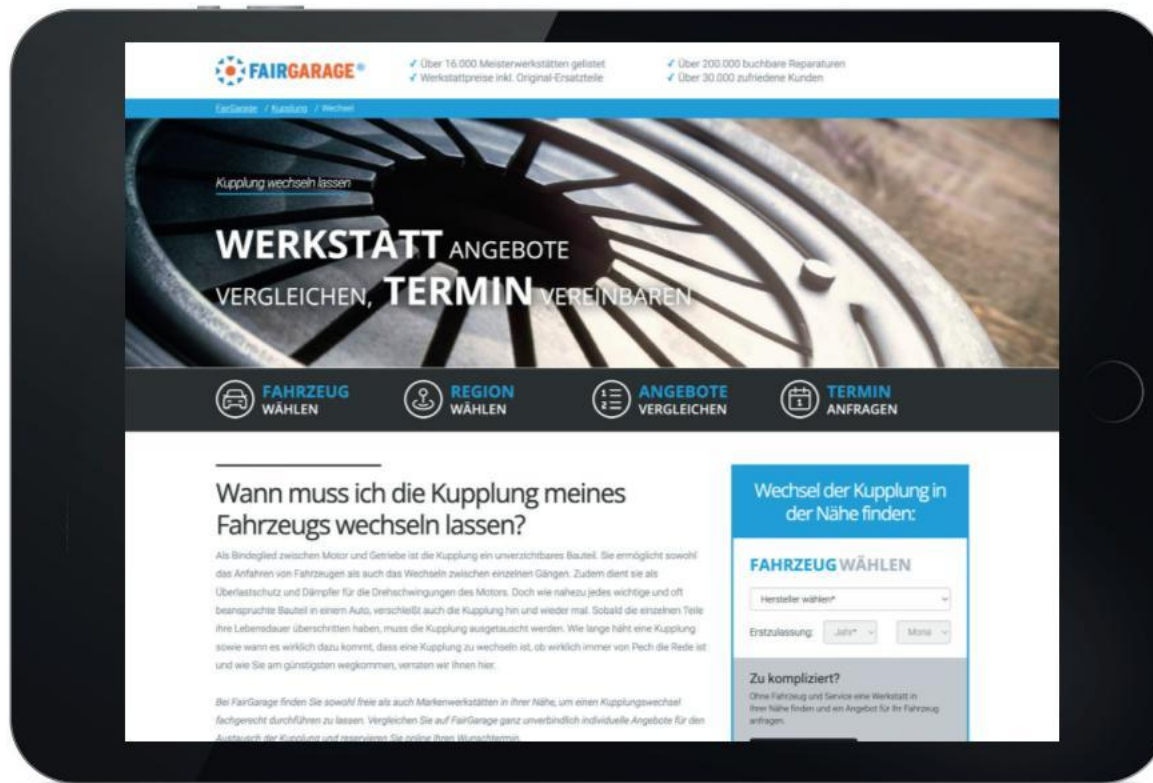 FAIRGARAGE®
✓ Über 16.000 Meisterwerkstätten gelistet
✓ Werkstattpreise inkl. Original-Ersatzteile
✓ Über 200.000 buchbare Reparaturen
✓ Über 30.000 zufriedene Kunden
FairGarage / Kupplung / Wechsel
Kupplung wechseln lassen
WERKSTATT ANGEBOTE
VERGLEICHEN, TERMIN VEREINBAREN
FAHRZEUG
WÄHLEN
REGION
WÄHLEN
1
2
ANGEBOTE
VERGLEICHEN
1
TERMIN
ANFRAGEN
Wann muss ich die Kupplung meines
Fahrzeugs wechseln lassen?
Als Bindeglied zwischen Motor und Getriebe ist die Kupplung ein unverzichtbares Bauteil. Sie ermöglicht sowohl
das Anfahren von Fahrzeugen als auch das Wechseln zwischen einzelnen Gängen. Zudem dient sie als
Überlastschutz und Dämpfer für die Drehschwingungen des Motors. Doch wie nahezu jedes wichtige und oft
beanspruchte Bauteil in einem Auto, verschleißt auch die Kupplung hin und wieder mal. Sobald die einzelnen Teile
ihre Lebensdauer überschritten haben, muss die Kupplung ausgetauscht werden. Wie lange hält eine Kupplung
sowie wann es wirklich dazu kommt, dass eine Kupplung zu wechseln ist, ob wirklich immer von Pech die Rede ist
und wie Sie am günstigsten wegkommen, verraten wir Ihnen hier.
Bei FairGarage finden Sie sowohl freie als auch Markenwerkstätten in Ihrer Nähe, um einen Kupplungswechsel
fachgerecht durchführen zu lassen. Vergleichen Sie auf FairGarage ganz unverbindlich individuelle Angebote für den
Austausch der Kupplung und reservieren Sie online Ihren Wunschtermin.
Wechsel der Kupplung in
der Nähe finden:
FAHRZEUG WÄHLEN
Hersteller wählen*
Erstzulassung: Jahr* Mona
Zu kompliziert?
Ohne Fahrzeug und Service eine Werkstatt in
Ihrer Nähe finden und ein Angebot für Ihr Fahrzeug
anfragen.